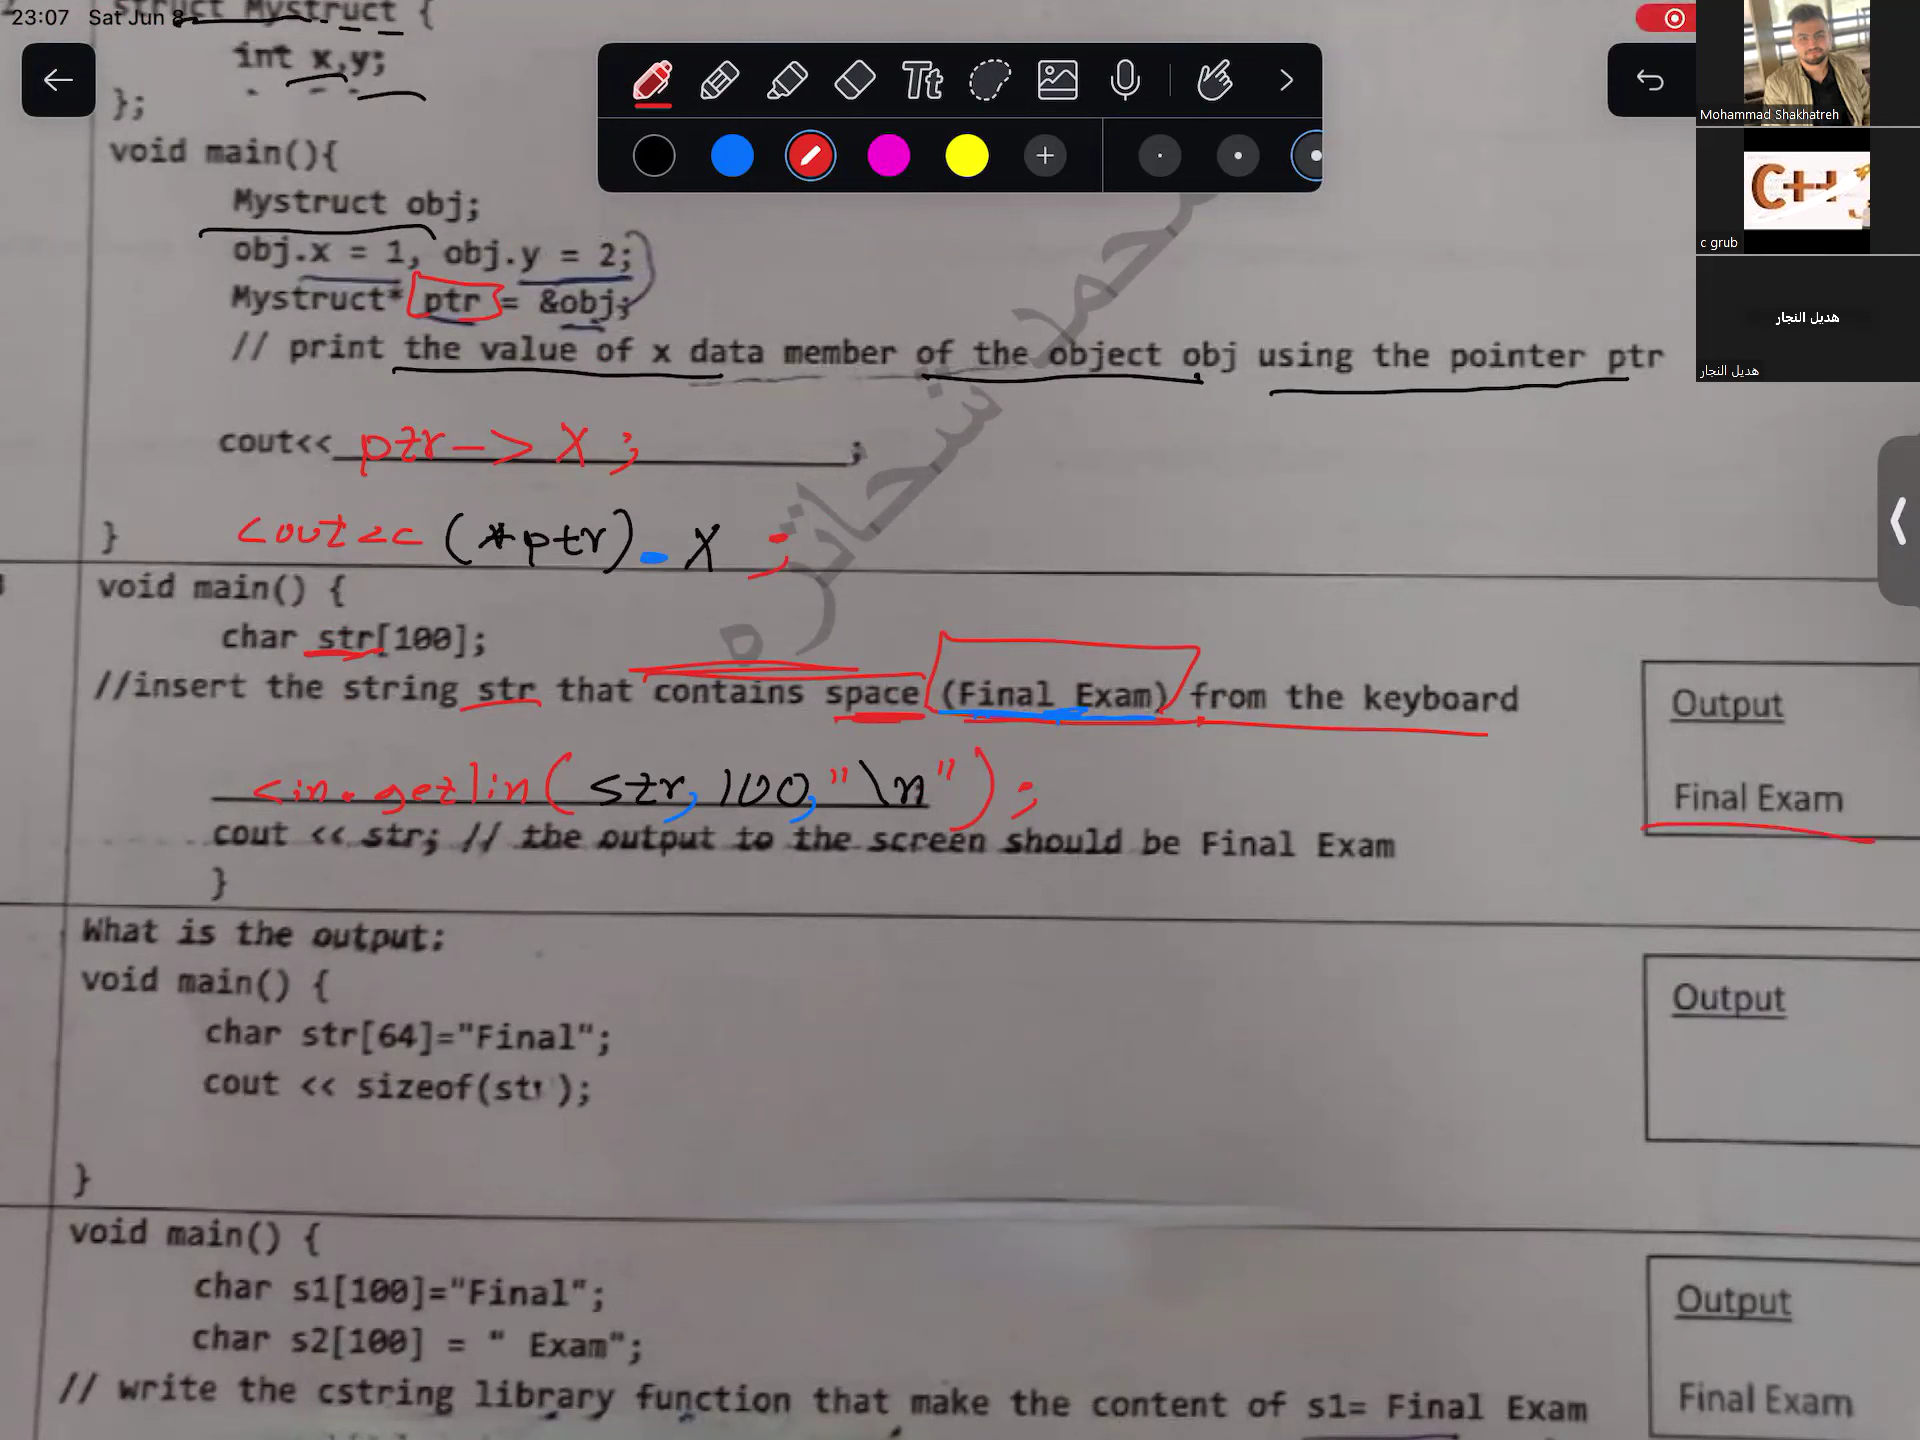 23:07 Sat Jun 8
struct Mystruct {
int x,y;
};
void main(){
Mystruct obj;
obj.x = 1, obj.y = 2;
Mystruct* ptr = &obj;
// print the value of x data member of the object obj using the pointer ptr
cout<< ptr -> X ; ;
cout<< (*ptr). X ;
}
void main() {
char str[100];
//insert the string str that contains space (Final Exam) from the keyboard
cin.getlin( str, 100, "\n" ) ;
cout << str; // the output to the screen should be Final Exam
}
Output
Final Exam
What is the output:
void main() {
char str[64]="Final";
cout << sizeof(str);
}
Output
void main() {
char s1[100]="Final";
char s2[100] = " Exam";
// write the cstring library function that make the content of s1= Final Exam
Output
Final Exam
محمد شخاتره
Tt
Mohammad Shakhatreh
C++
c grub
هديل النجار
هديل النجار